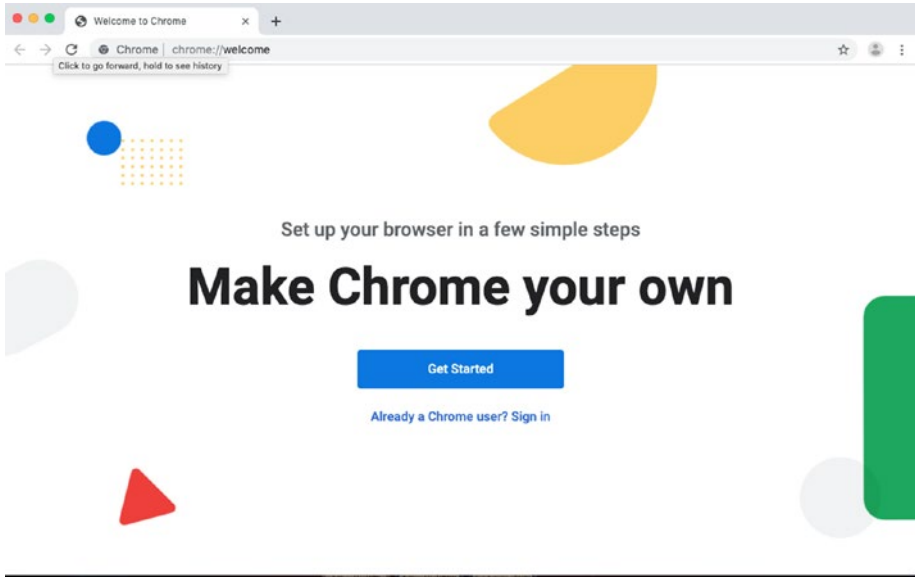 Welcome to Chrome
Chrome | chrome://welcome
Click to go forward, hold to see history
Set up your browser in a few simple steps
Make Chrome your own
Get Started
Already a Chrome user? Sign in